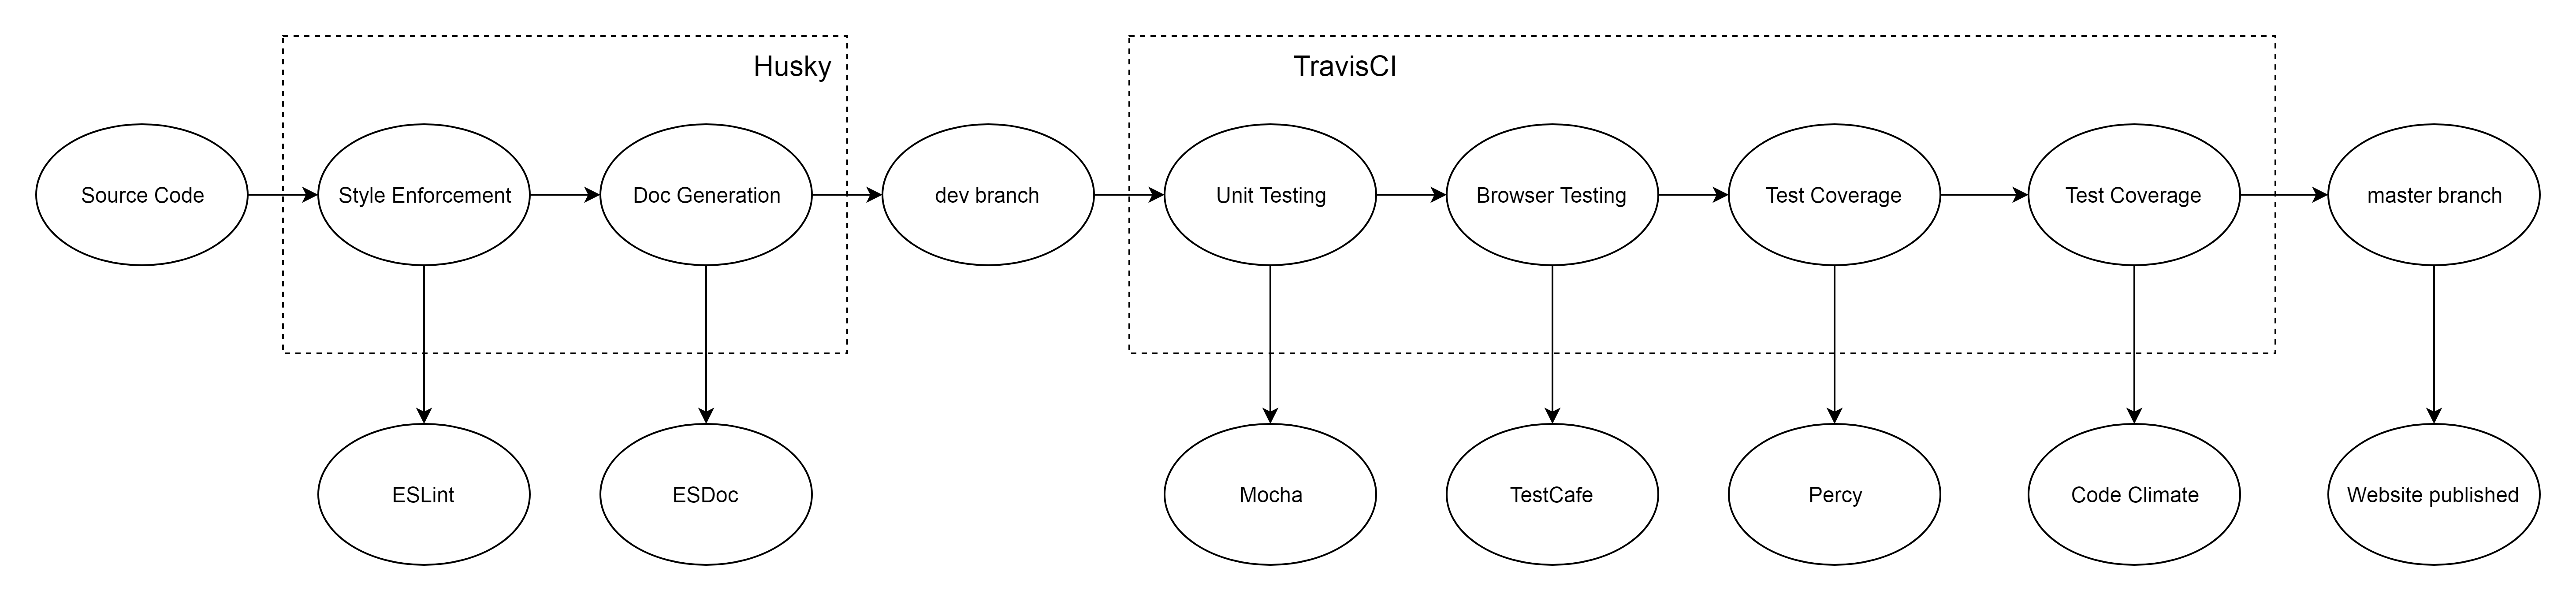 Husky
TravisCI
Source Code
Style Enforcement
Doc Generation
dev branch
Unit Testing
Browser Testing
Test Coverage
Test Coverage
master branch
ESLint
ESDoc
Mocha
TestCafe
Percy
Code Climate
Website published